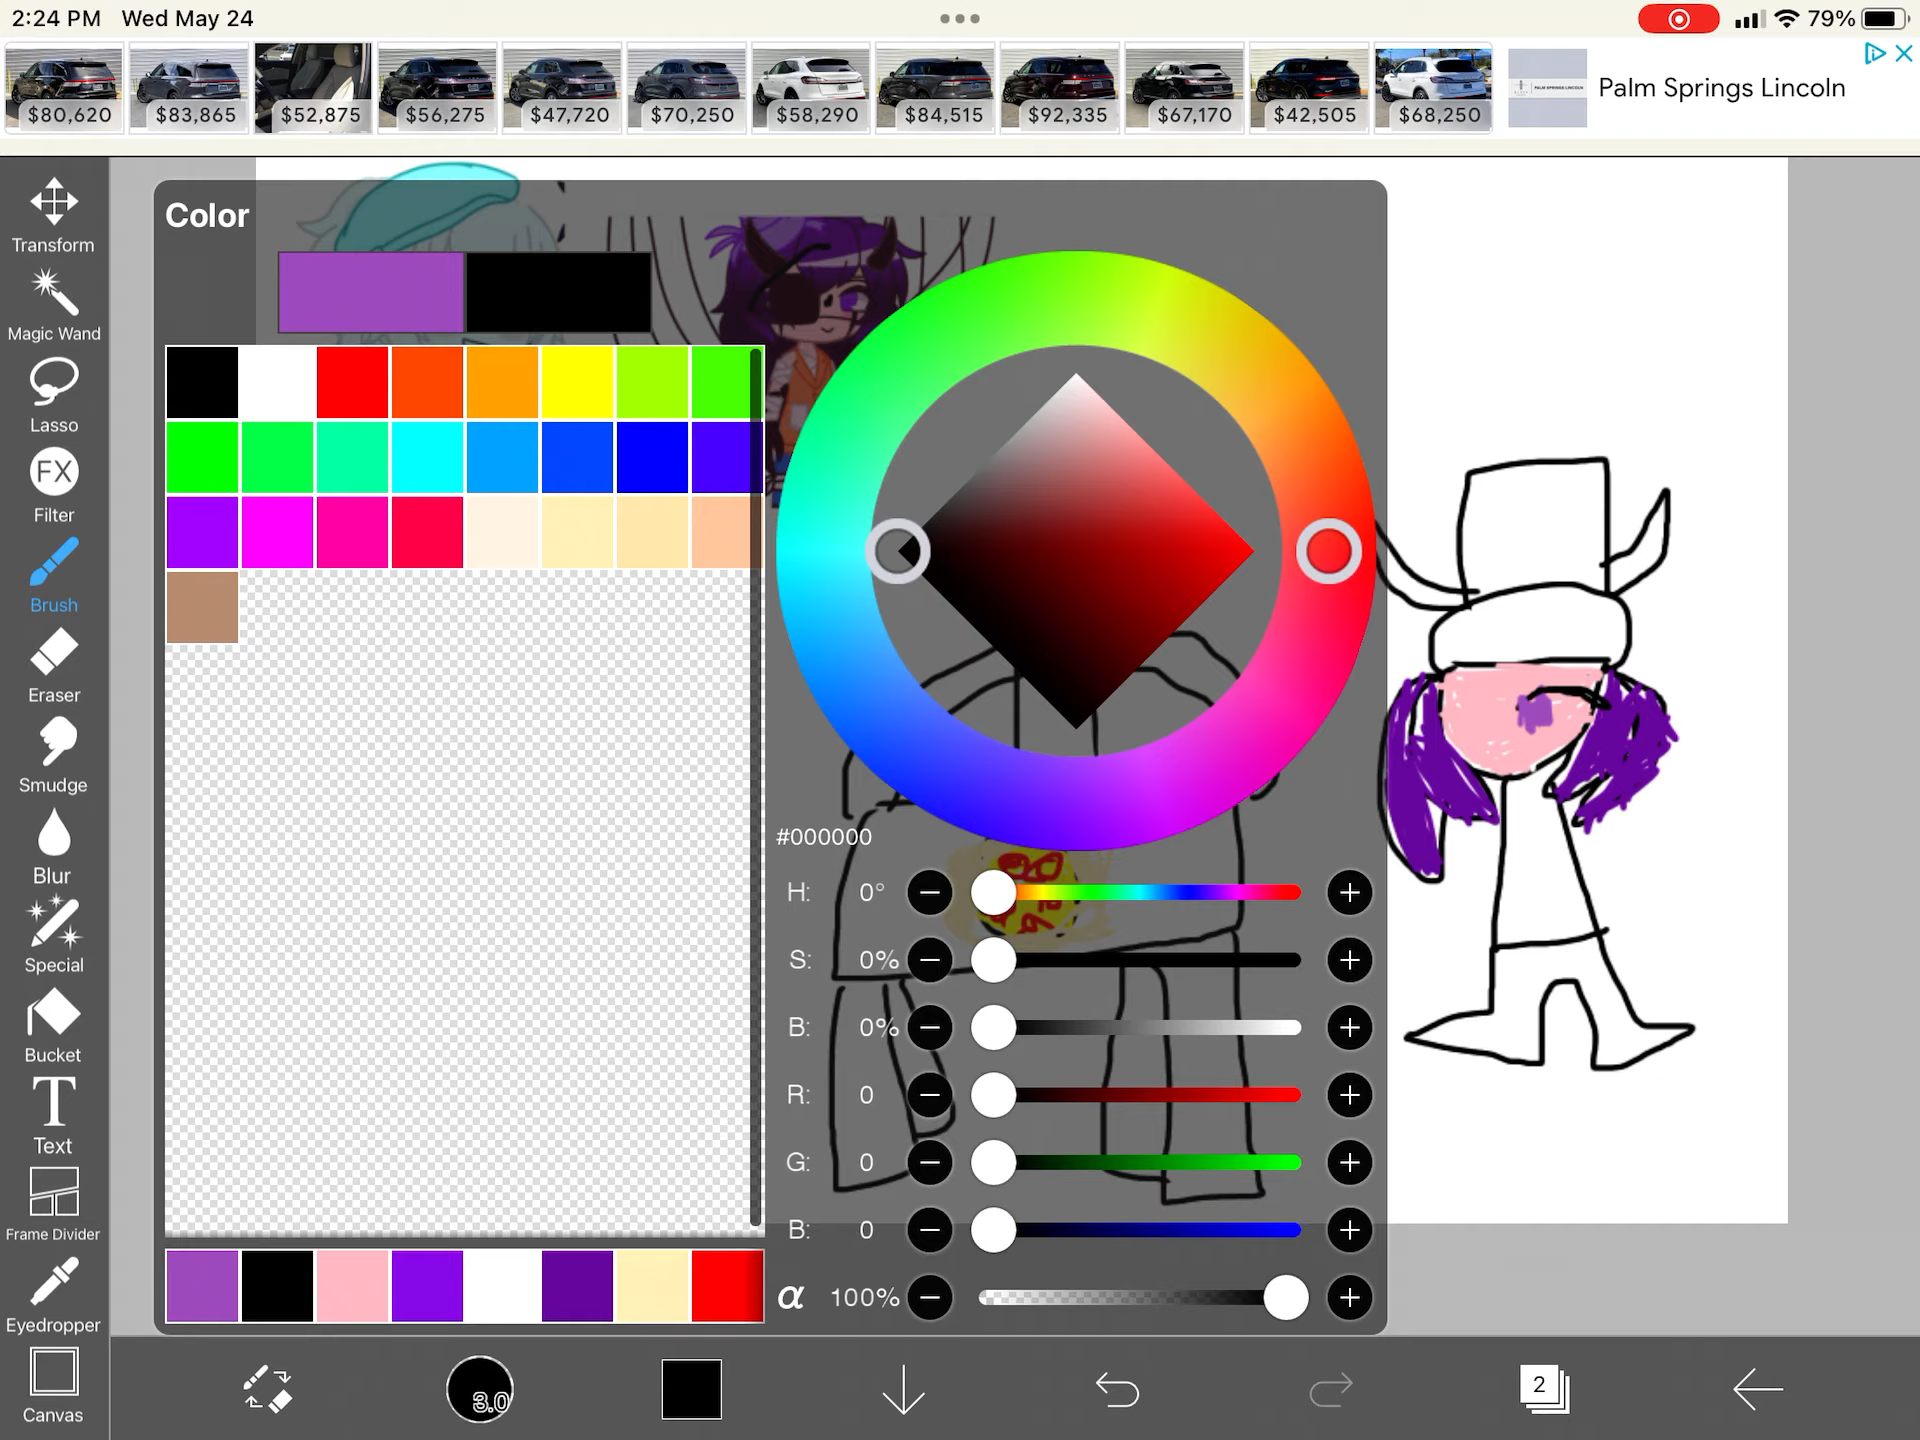 2:24 PM Wed May 24
79%
$80,620
$83,865
$52,875
$56,275
$47,720
$70,250
$58,290
$84,515
$92,335
$67,170
$42,505
$68,250
PALM SPRINGS LINCOLN
Palm Springs Lincoln
Transform
Magic Wand
Lasso
FX
Filter
Brush
Eraser
Smudge
Blur
Special
Bucket
T
Text
Frame Divider
Eyedropper
Canvas
Color
#000000
H: 0°
S: 0%
B: 0%
R: 0
G: 0
B: 0
α 100%
3.0
2